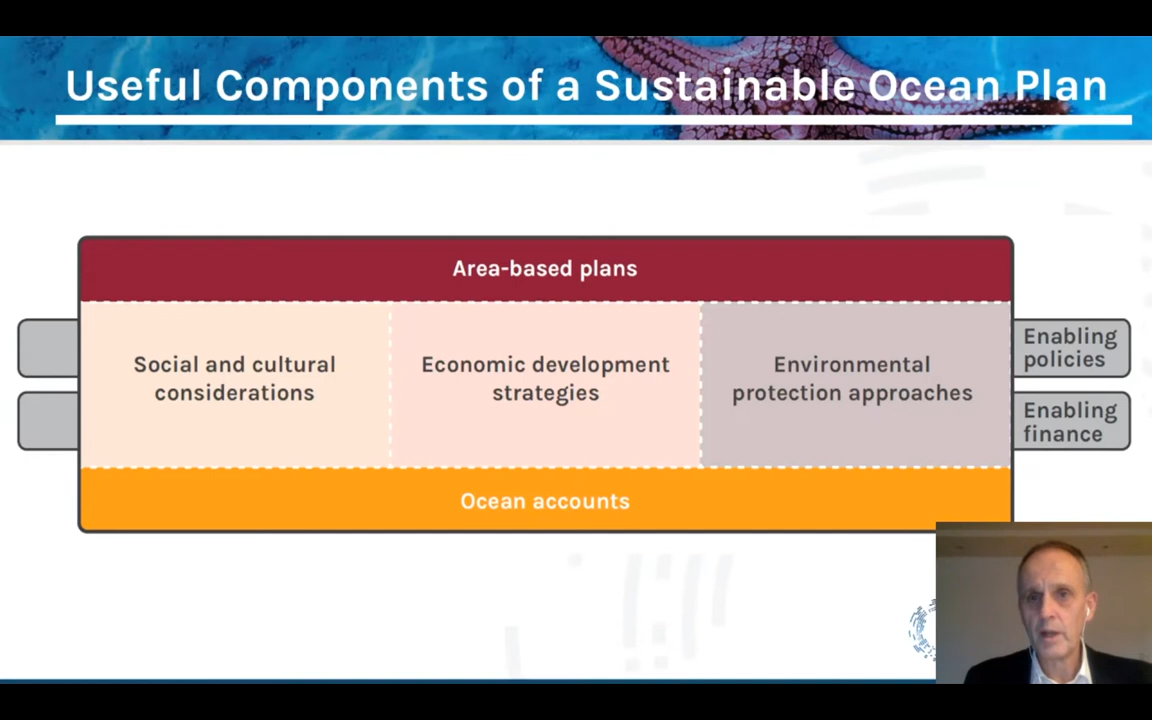 Useful Components of a Sustainable Ocean Plan
Area-based plans
Social and cultural
considerations
Economic development
strategies
Environmental
protection approaches
Enabling
policies
Enabling
finance
Ocean accounts